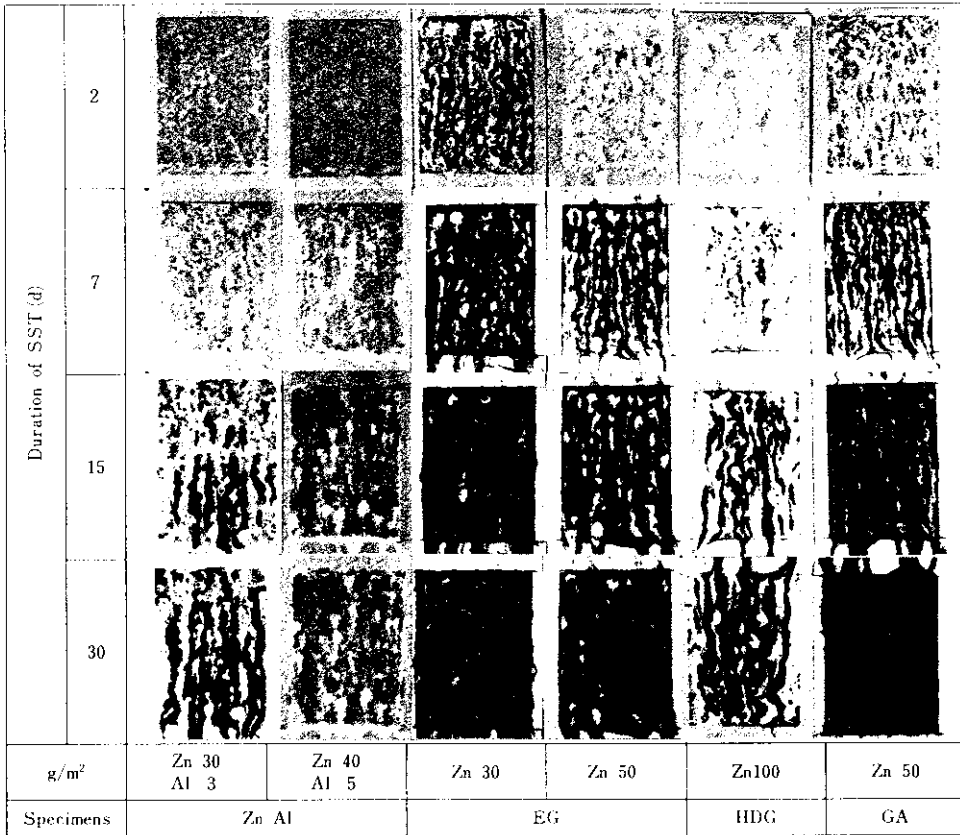 Duration of SST (d)
2
7
15
30
g/m²
Zn 30
Al 3
Zn 40
Al 5
Zn 30
Zn 50
Zn100
Zn 50
Specimens
Zn Al
EG
HDG
GA